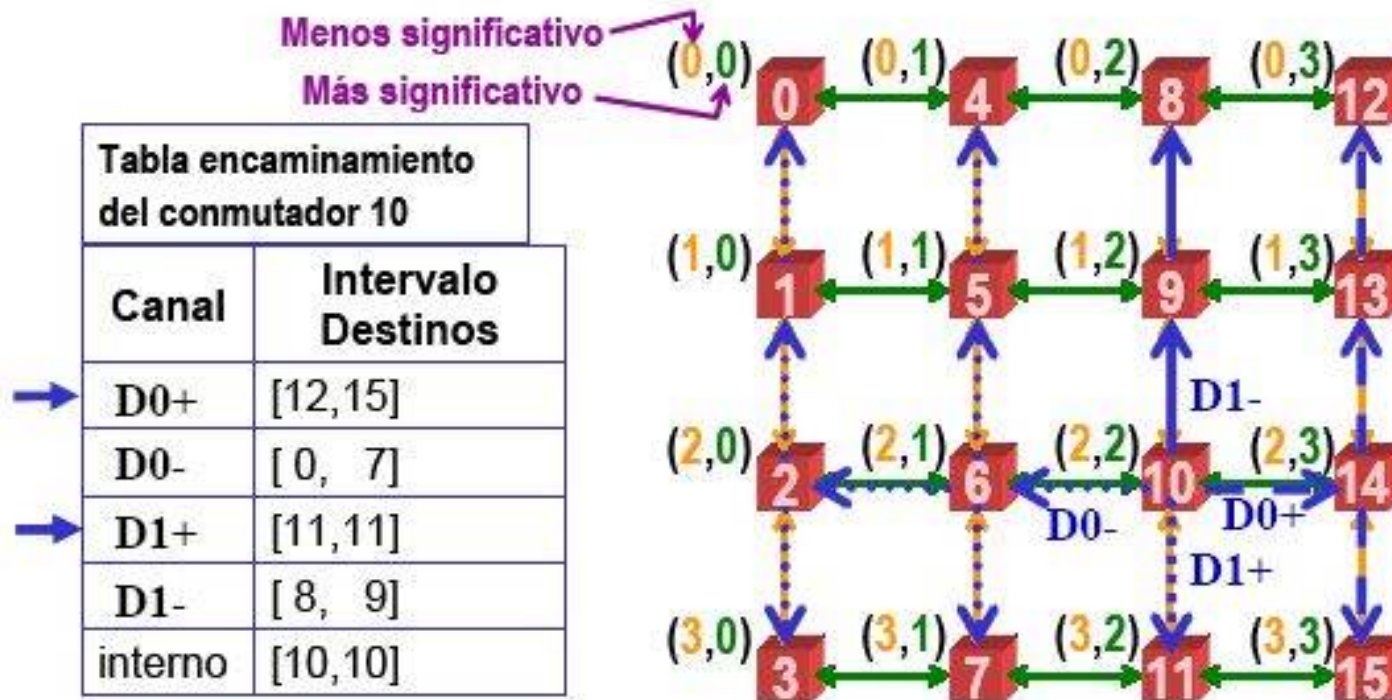 Menos significativo
Más significativo
Tabla encaminamiento
del conmutador 10
Canal
Intervalo
Destinos
D0+ [12,15]
D0- [ 0, 7]
D1+ [11,11]
D1- [ 8, 9]
interno [10,10]
(0,0) (0,1) (0,2) (0,3)
0 4 8 12
(1,0) (1,1) (1,2) (1,3)
1 5 9 13
D1-
(2,0) (2,1) (2,2) (2,3)
2 6 10 14
D0- D0+
D1+
(3,0) (3,1) (3,2) (3,3)
3 7 11 15